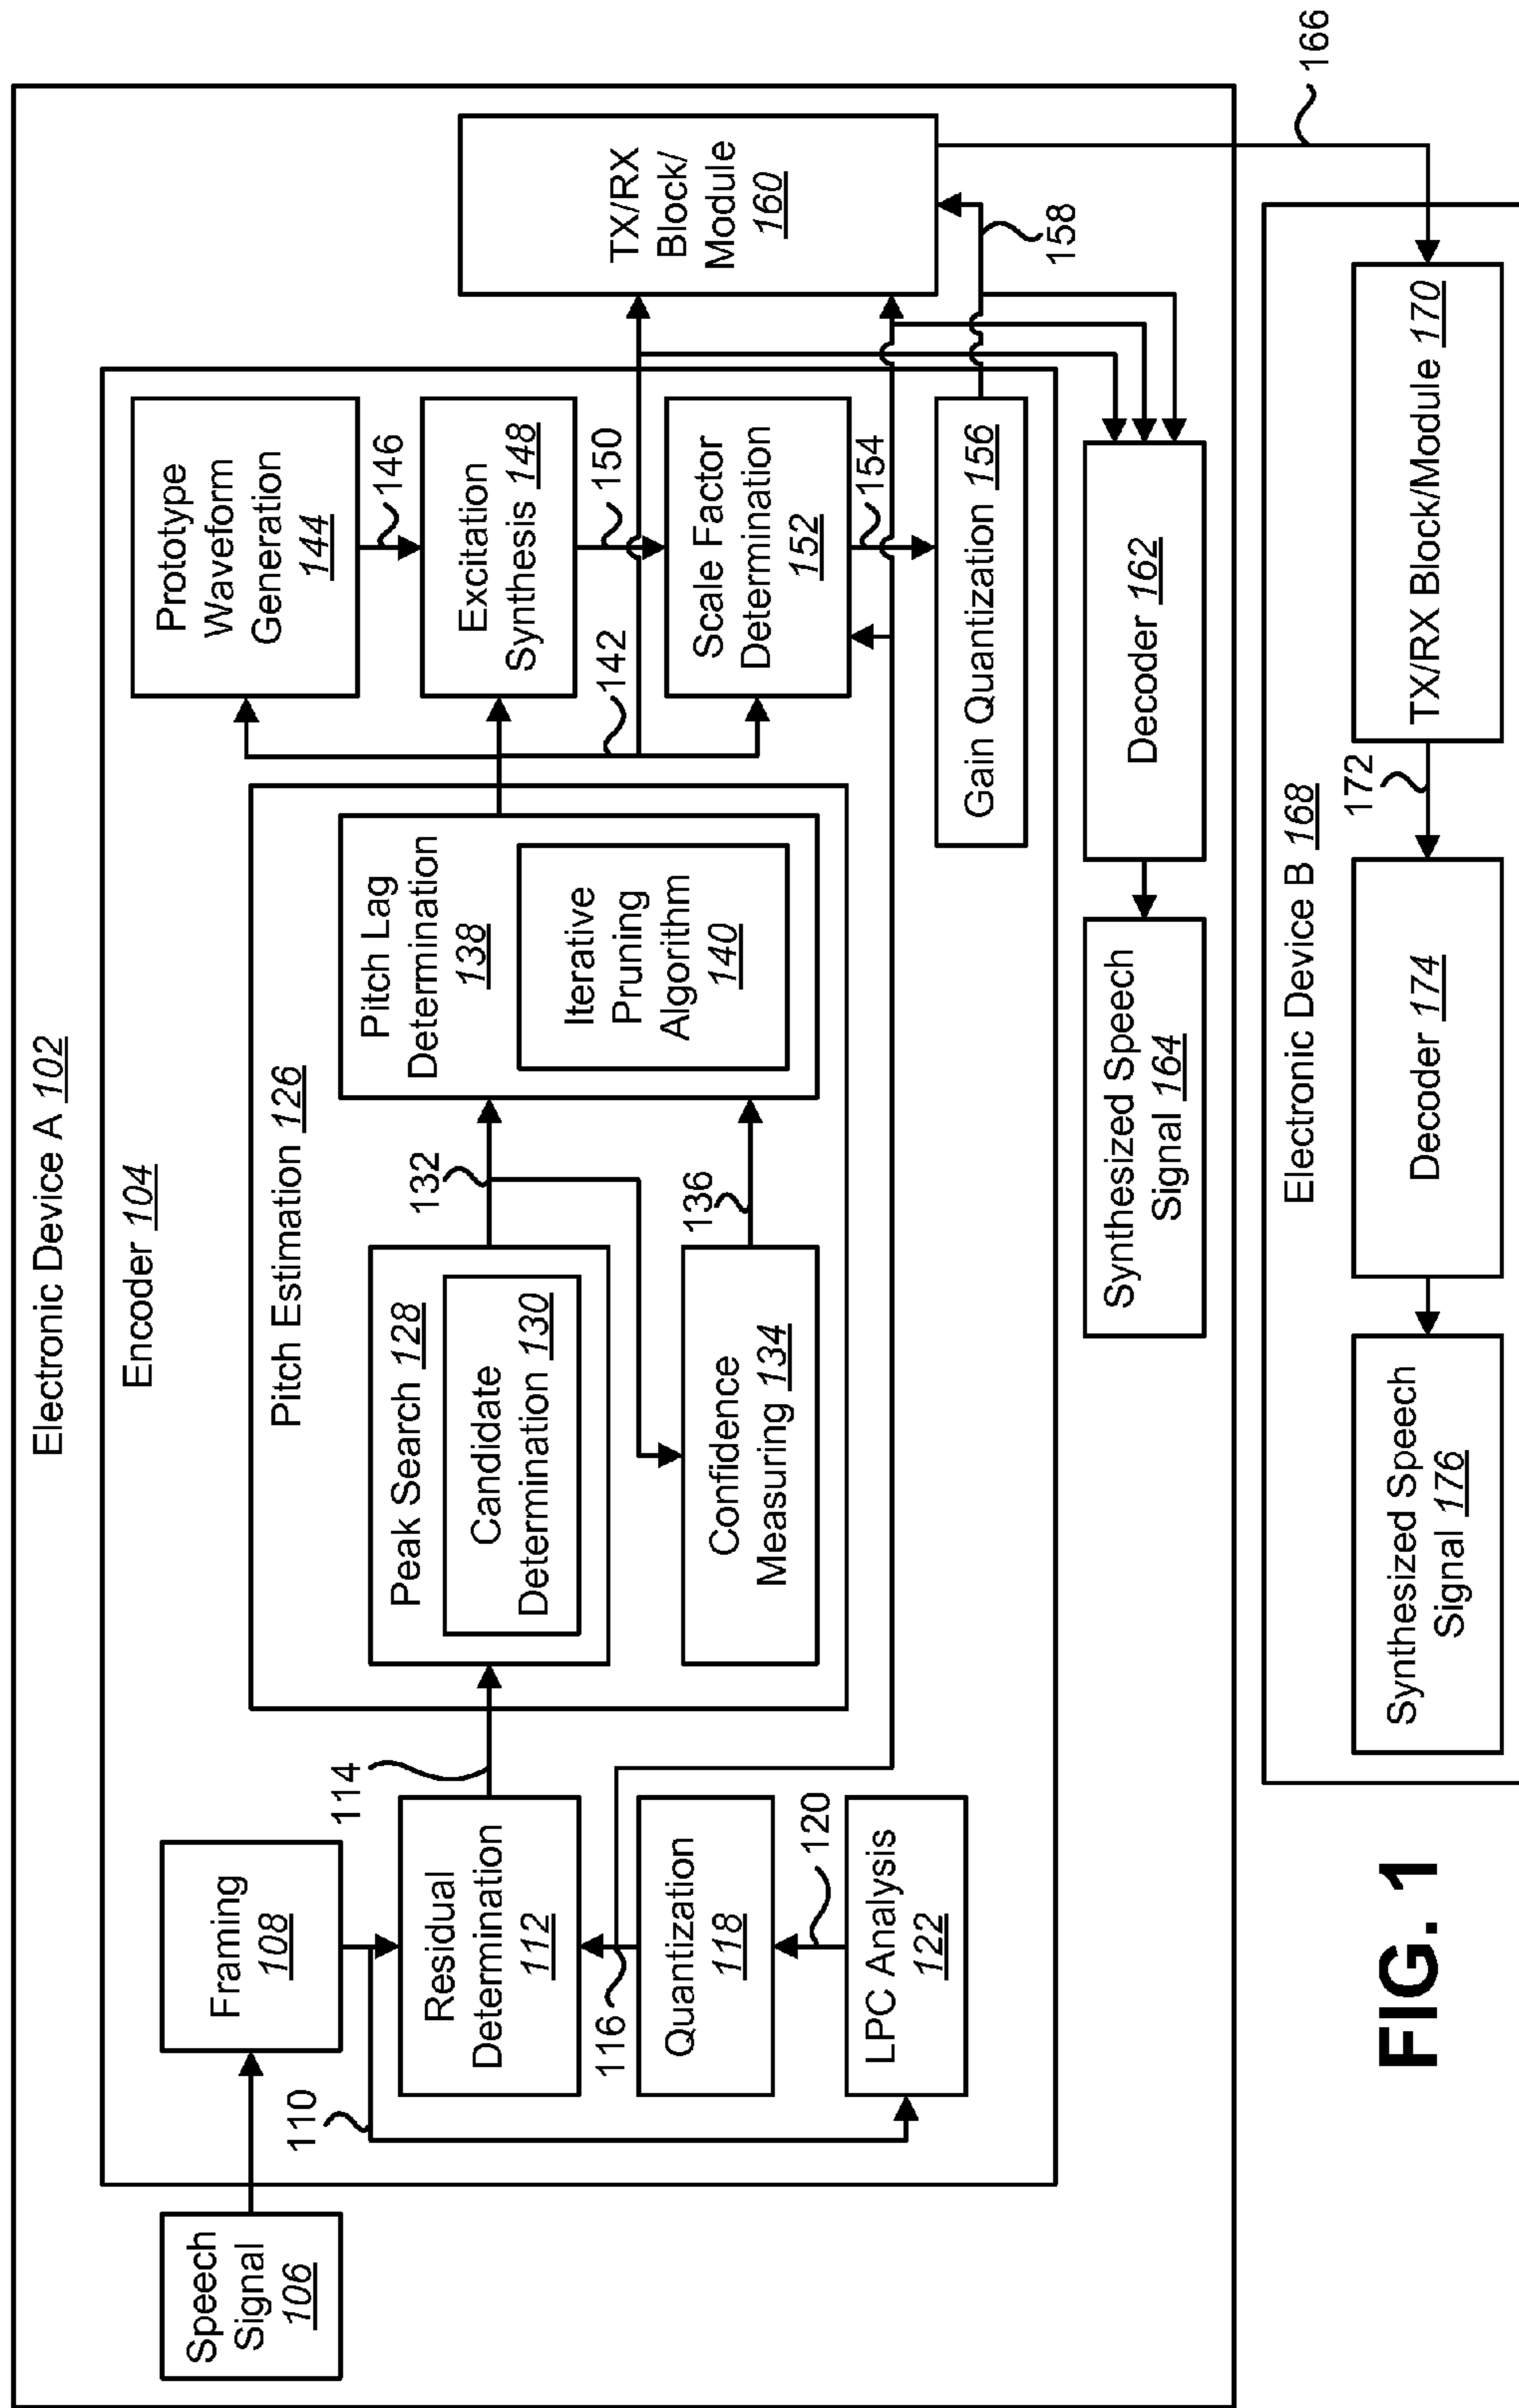 Electronic Device A 102
Encoder 104
Speech
Signal
106
Framing
108
110
Residual
Determination
112
114
116
Quantization
118
120
LPC Analysis
122
Pitch Estimation 126
Peak Search 128
Candidate
Determination 130
132
Confidence
Measuring 134
136
Pitch Lag
Determination
138
Iterative
Pruning
Algorithm
140
142
Prototype
Waveform
Generation
144
146
Excitation
Synthesis 148
150
Scale Factor
Determination
152
154
Gain Quantization 156
158
TX/RX
Block/
Module
160
Decoder 162
Synthesized Speech
Signal 164
166
Electronic Device B 168
TX/RX Block/Module 170
172
Decoder 174
Synthesized Speech
Signal 176
FIG. 1